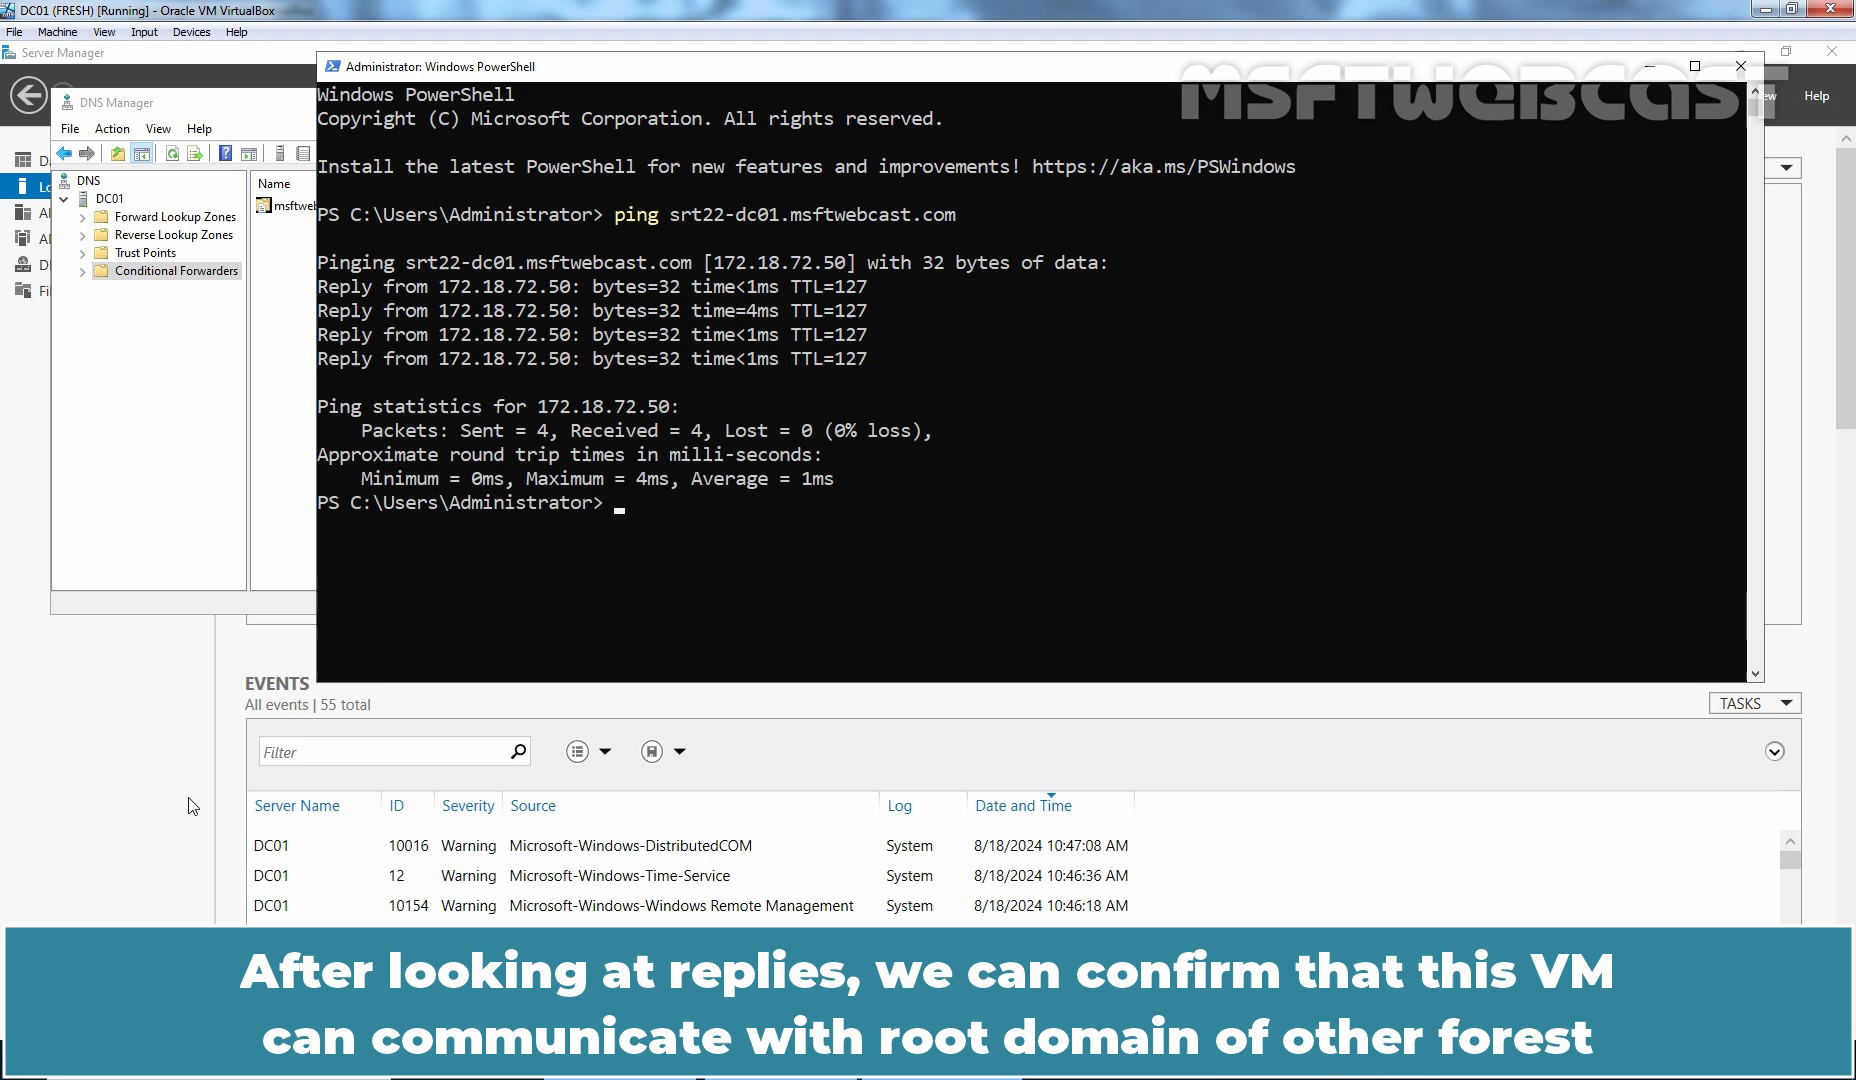 DC01 (FRESH) [Running] - Oracle VM VirtualBox
File Machine View Input Devices Help
Server Manager
Administrator: Windows PowerShell
MSFTWEBCAST
ew Help
DNS Manager
File Action View Help
DNS
DC01
Forward Lookup Zones
Reverse Lookup Zones
Trust Points
Conditional Forwarders
Name
msftweb
Windows PowerShell
Copyright (C) Microsoft Corporation. All rights reserved.
Install the latest PowerShell for new features and improvements! https://aka.ms/PSWindows
PS C:\Users\Administrator> ping srt22-dc01.msftwebcast.com
Pinging srt22-dc01.msftwebcast.com [172.18.72.50] with 32 bytes of data:
Reply from 172.18.72.50: bytes=32 time<1ms TTL=127
Reply from 172.18.72.50: bytes=32 time=4ms TTL=127
Reply from 172.18.72.50: bytes=32 time<1ms TTL=127
Reply from 172.18.72.50: bytes=32 time<1ms TTL=127
Ping statistics for 172.18.72.50:
Packets: Sent = 4, Received = 4, Lost = 0 (0% loss),
Approximate round trip times in milli-seconds:
Minimum = 0ms, Maximum = 4ms, Average = 1ms
PS C:\Users\Administrator>
EVENTS
All events | 55 total
TASKS
Filter
Server Name ID Severity Source Log Date and Time
DC01 10016 Warning Microsoft-Windows-DistributedCOM System 8/18/2024 10:47:08 AM
DC01 12 Warning Microsoft-Windows-Time-Service System 8/18/2024 10:46:36 AM
DC01 10154 Warning Microsoft-Windows-Windows Remote Management System 8/18/2024 10:46:18 AM
After looking at replies, we can confirm that this VM
can communicate with root domain of other forest